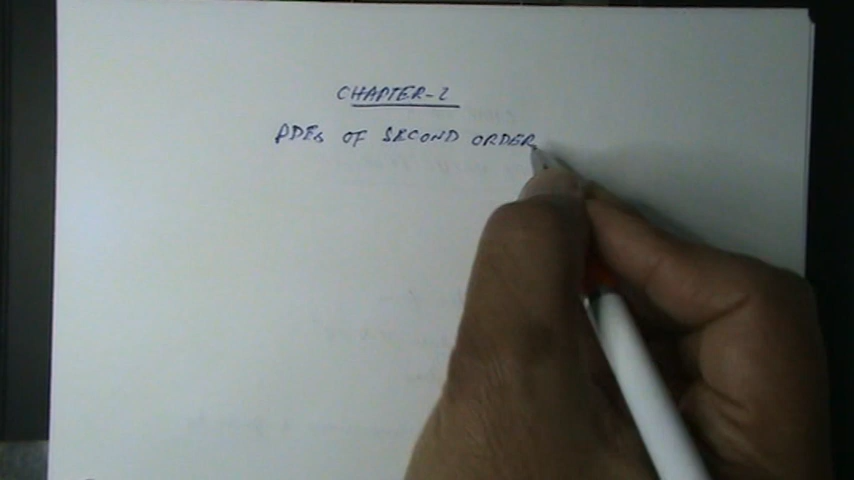 CHAPTER-2
PDEs OF SECOND ORDER